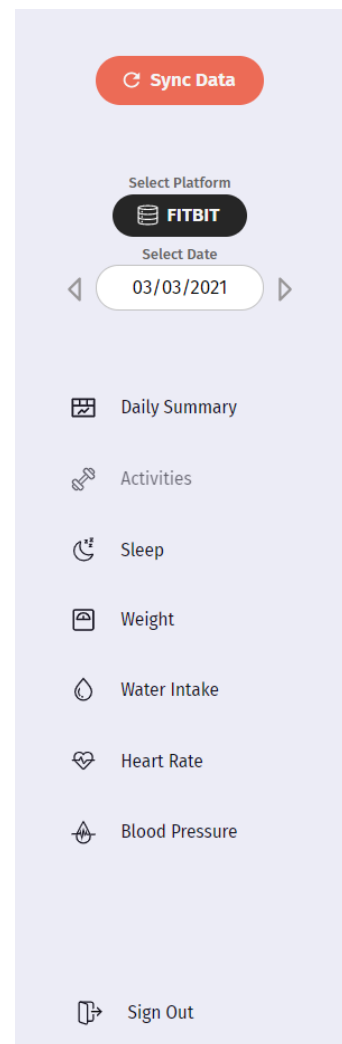 Sync Data
Select Platform
FITBIT
Select Date
03/03/2021
Daily Summary
Activities
Sleep
Weight
Water Intake
Heart Rate
Blood Pressure
Sign Out